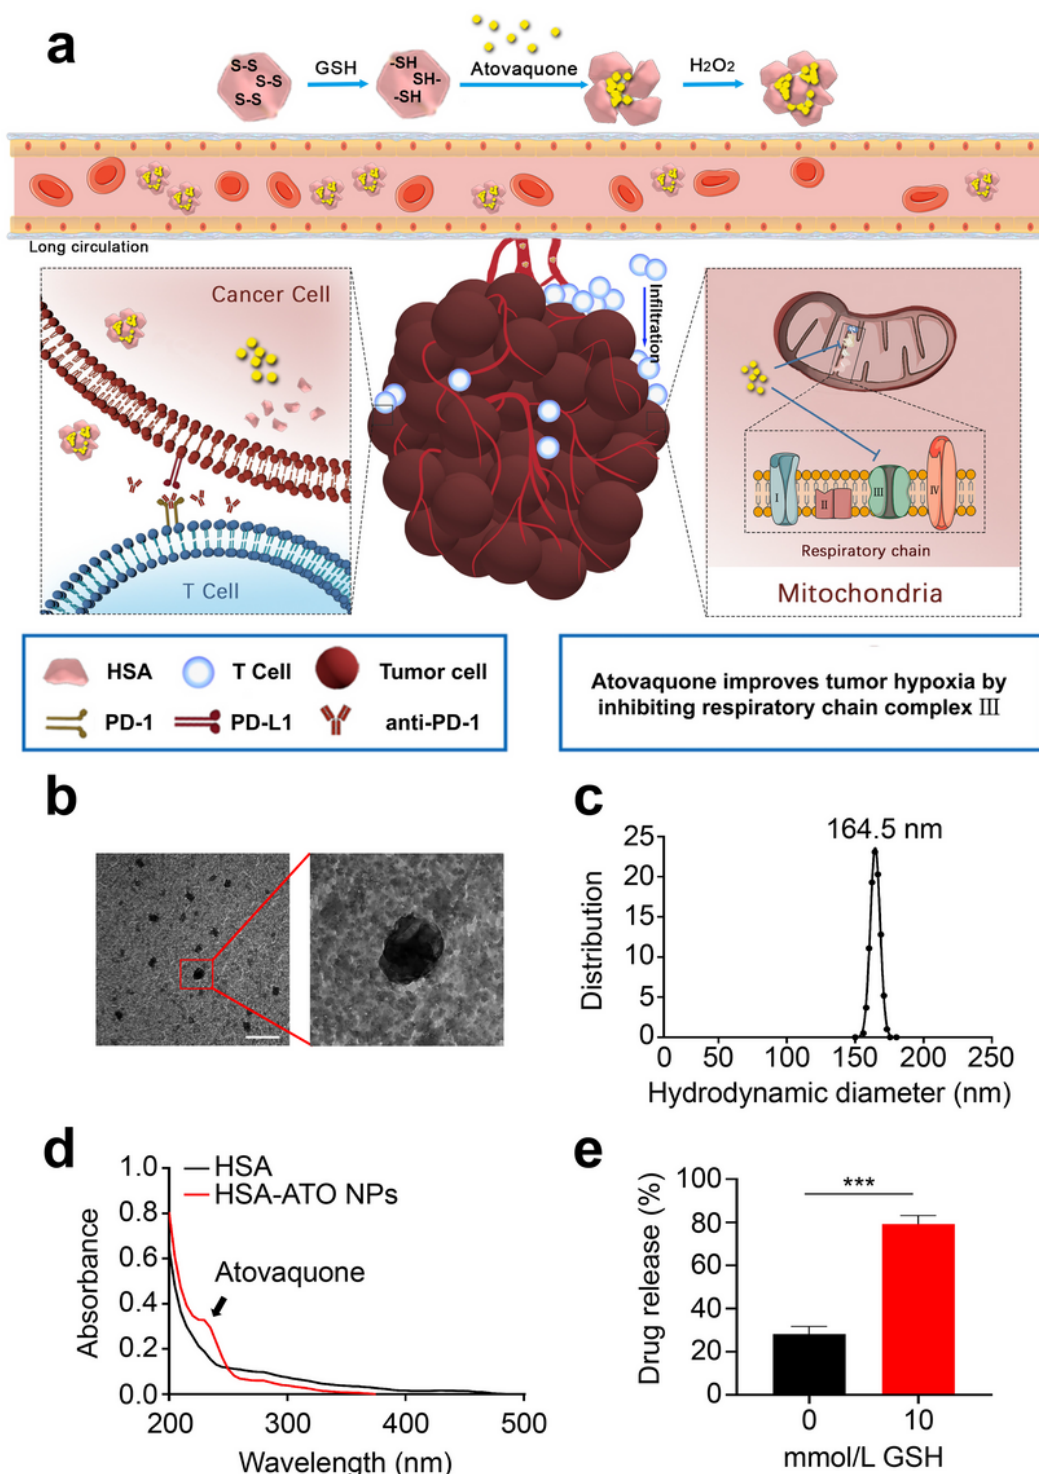 a
S-S
S-S
S-S
GSH
-SH
SH-
-SH
Atovaquone
H2O2
Long circulation
Cancer Cell
T Cell
Infiltration
I
II
III
IV
Respiratory chain
Mitochondria
HSA
T Cell
Tumor cell
PD-1
PD-L1
anti-PD-1
Atovaquone improves tumor hypoxia by
inhibiting respiratory chain complex III
b
c
164.5 nm
25
20
15
10
5
0
Distribution
0 50 100 150 200 250
Hydrodynamic diameter (nm)
d
HSA
HSA-ATO NPs
Atovaquone
1.0
0.8
0.6
0.4
0.2
0.0
Absorbance
200 300 400 500
Wavelength (nm)
e
80
80
60
40
20
0
Drug release (%)
***
0 10
mmol/L GSH